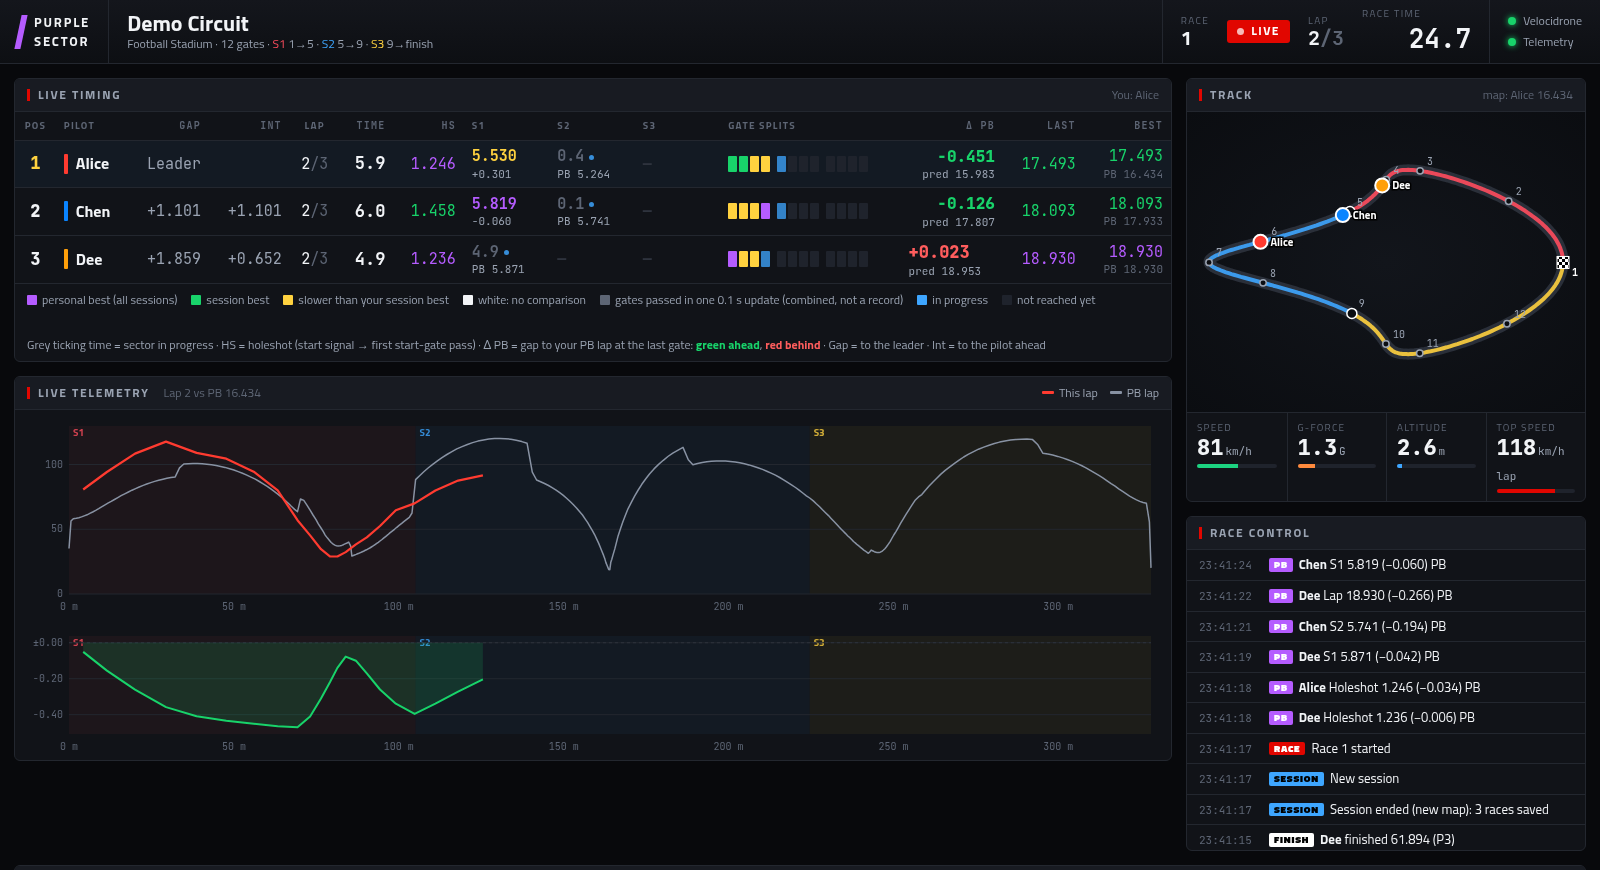 PURPLE
SECTOR
Demo Circuit
Football Stadium · 12 gates · S1 1→5 · S2 5→9 · S3 9→finish
RACE
1
LIVE
LAP
2/3
RACE TIME
24.7
Velocidrone
Telemetry
LIVE TIMING
You: Alice
POS PILOT GAP INT LAP TIME HS S1 S2 S3 GATE SPLITS Δ PB LAST BEST
1 Alice Leader 2/3 5.9 1.246 5.530 0.4 — -0.451 17.493 17.493
+0.301 PB 5.264 pred 15.983 PB 16.434
2 Chen +1.101 +1.101 2/3 6.0 1.458 5.819 0.1 — -0.126 18.093 18.093
-0.060 PB 5.741 pred 17.807 PB 17.933
3 Dee +1.859 +0.652 2/3 4.9 1.236 4.9 — — +0.023 18.930 18.930
PB 5.871 pred 18.953 PB 18.930
personal best (all sessions) session best slower than your session best white: no comparison gates passed in one 0.1 s update (combined, not a record) in progress not reached yet
Grey ticking time = sector in progress · HS = holeshot (start signal → first start-gate pass) · Δ PB = gap to your PB lap at the last gate: green ahead, red behind · Gap = to the leader · Int = to the pilot ahead
LIVE TELEMETRY Lap 2 vs PB 16.434
This lap PB lap
S1 S2 S3
100
50
0
0 m 50 m 100 m 150 m 200 m 250 m 300 m
±0.00 S1 S2 S3
-0.20
-0.40
0 m 50 m 100 m 150 m 200 m 250 m 300 m
TRACK
map: Alice 16.434
3
4
Dee
2
5
Chen
6
Alice
7
8
1
9
12
10
11
SPEED
81 km/h
G-FORCE
1.3 G
ALTITUDE
2.6 m
TOP SPEED
118 km/h
lap
RACE CONTROL
23:41:24 PB Chen S1 5.819 (−0.060) PB
23:41:22 PB Dee Lap 18.930 (−0.266) PB
23:41:21 PB Chen S2 5.741 (−0.194) PB
23:41:19 PB Dee S1 5.871 (−0.042) PB
23:41:18 PB Alice Holeshot 1.246 (−0.034) PB
23:41:18 PB Dee Holeshot 1.236 (−0.006) PB
23:41:17 RACE Race 1 started
23:41:17 SESSION New session
23:41:17 SESSION Session ended (new map): 3 races saved
23:41:15 FINISH Dee finished 61.894 (P3)